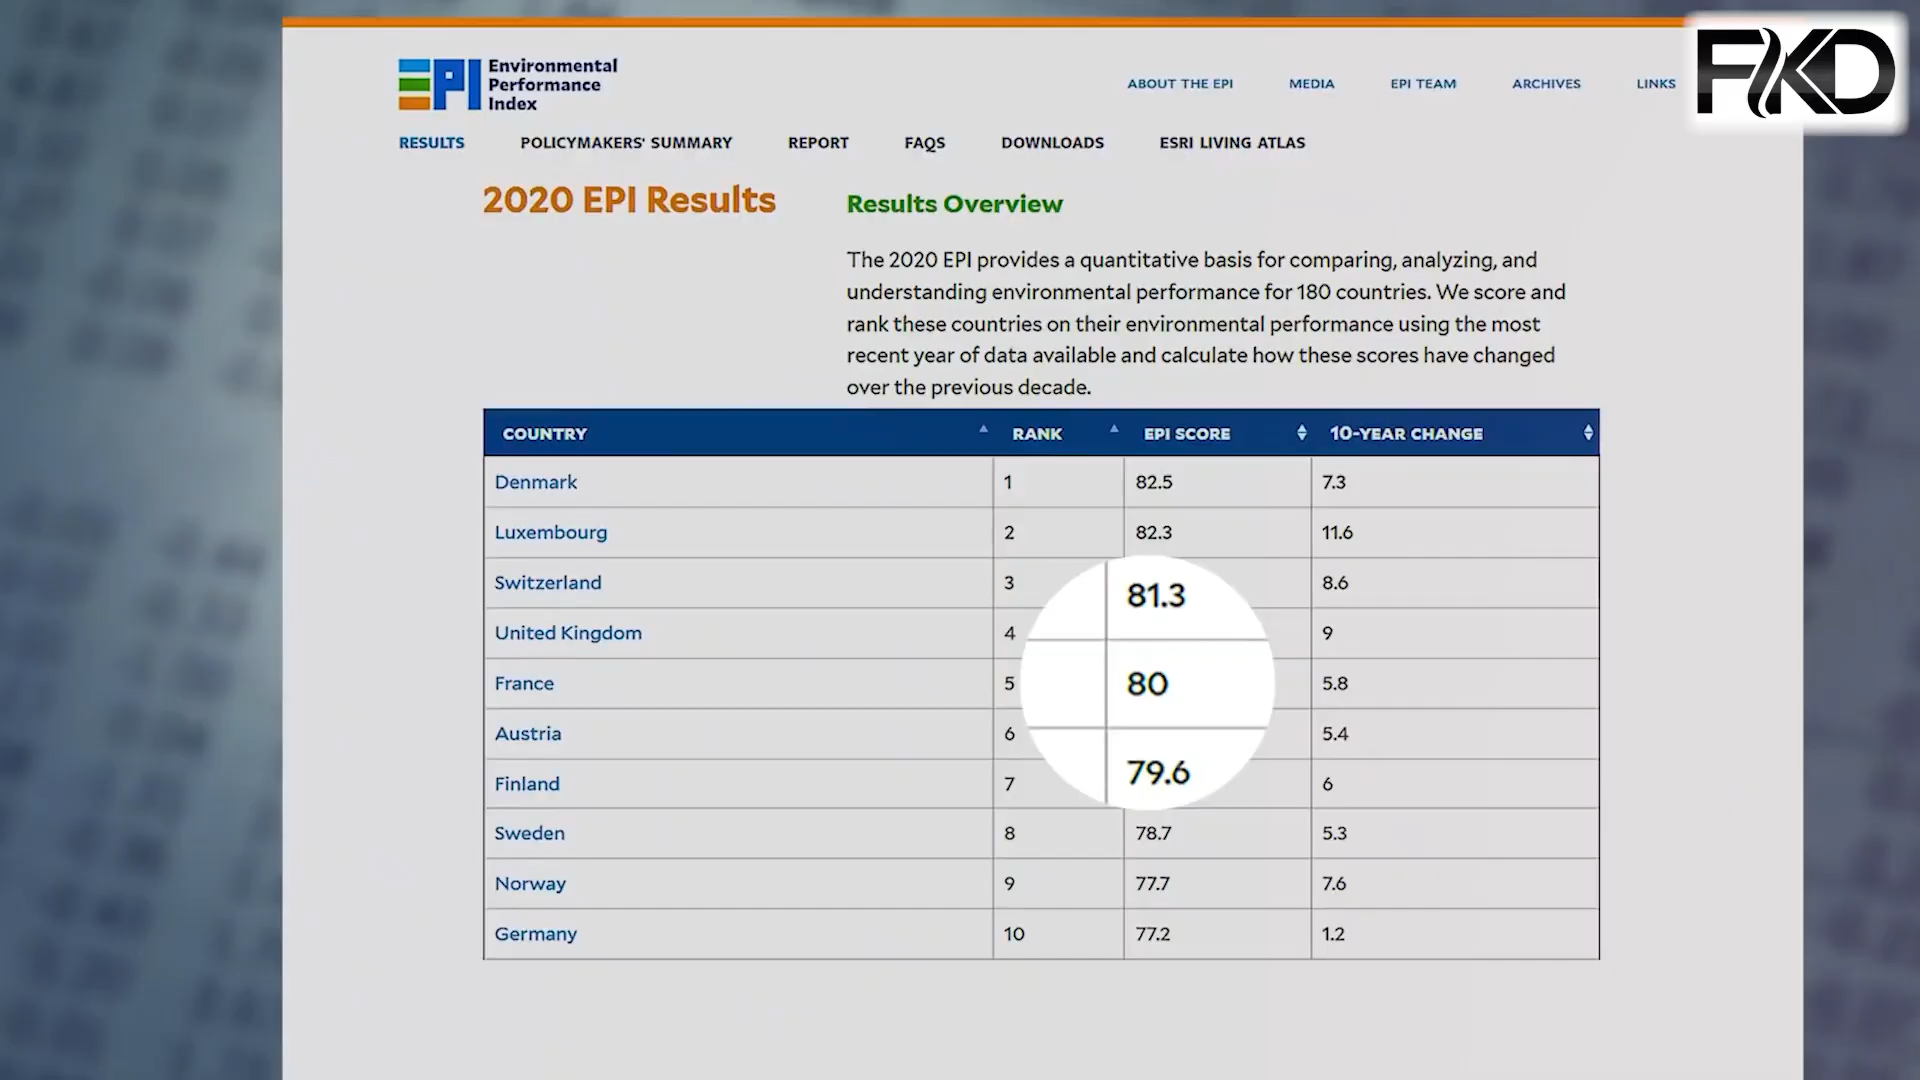 FKD
EPI Environmental
Performance
Index
ABOUT THE EPI MEDIA EPI TEAM ARCHIVES LINKS
RESULTS POLICYMAKERS' SUMMARY REPORT FAQS DOWNLOADS ESRI LIVING ATLAS
2020 EPI Results
Results Overview
The 2020 EPI provides a quantitative basis for comparing, analyzing, and
understanding environmental performance for 180 countries. We score and
rank these countries on their environmental performance using the most
recent year of data available and calculate how these scores have changed
over the previous decade.
COUNTRY RANK EPI SCORE 10-YEAR CHANGE
Denmark 1 82.5 7.3
Luxembourg 2 82.3 11.6
Switzerland 3 8.6
81.3
United Kingdom 4 9
France 5 80 5.8
Austria 6 5.4
79.6
Finland 7 6
Sweden 8 78.7 5.3
Norway 9 77.7 7.6
Germany 10 77.2 1.2